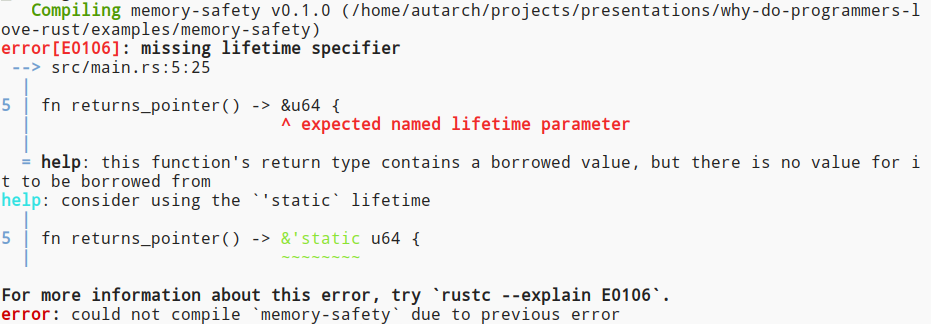 Compiling memory-safety v0.1.0 (/home/autarch/projects/presentations/why-do-programmers-l
ove-rust/examples/memory-safety)
error[E0106]: missing lifetime specifier
 --> src/main.rs:5:25
  |
5 | fn returns_pointer() -> &u64 {
  |                         ^ expected named lifetime parameter
  |
  = help: this function's return type contains a borrowed value, but there is no value for i
t to be borrowed from
help: consider using the `'static` lifetime
  |
5 | fn returns_pointer() -> &'static u64 {
  |                         ~~~~~~~~
For more information about this error, try `rustc --explain E0106`.
error: could not compile `memory-safety` due to previous error